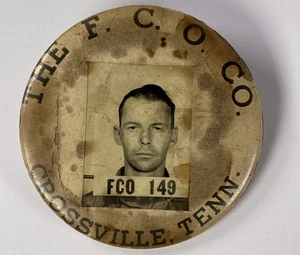 THE F. C. O. CO.
FCO 149
CROSSVILLE, TENN.